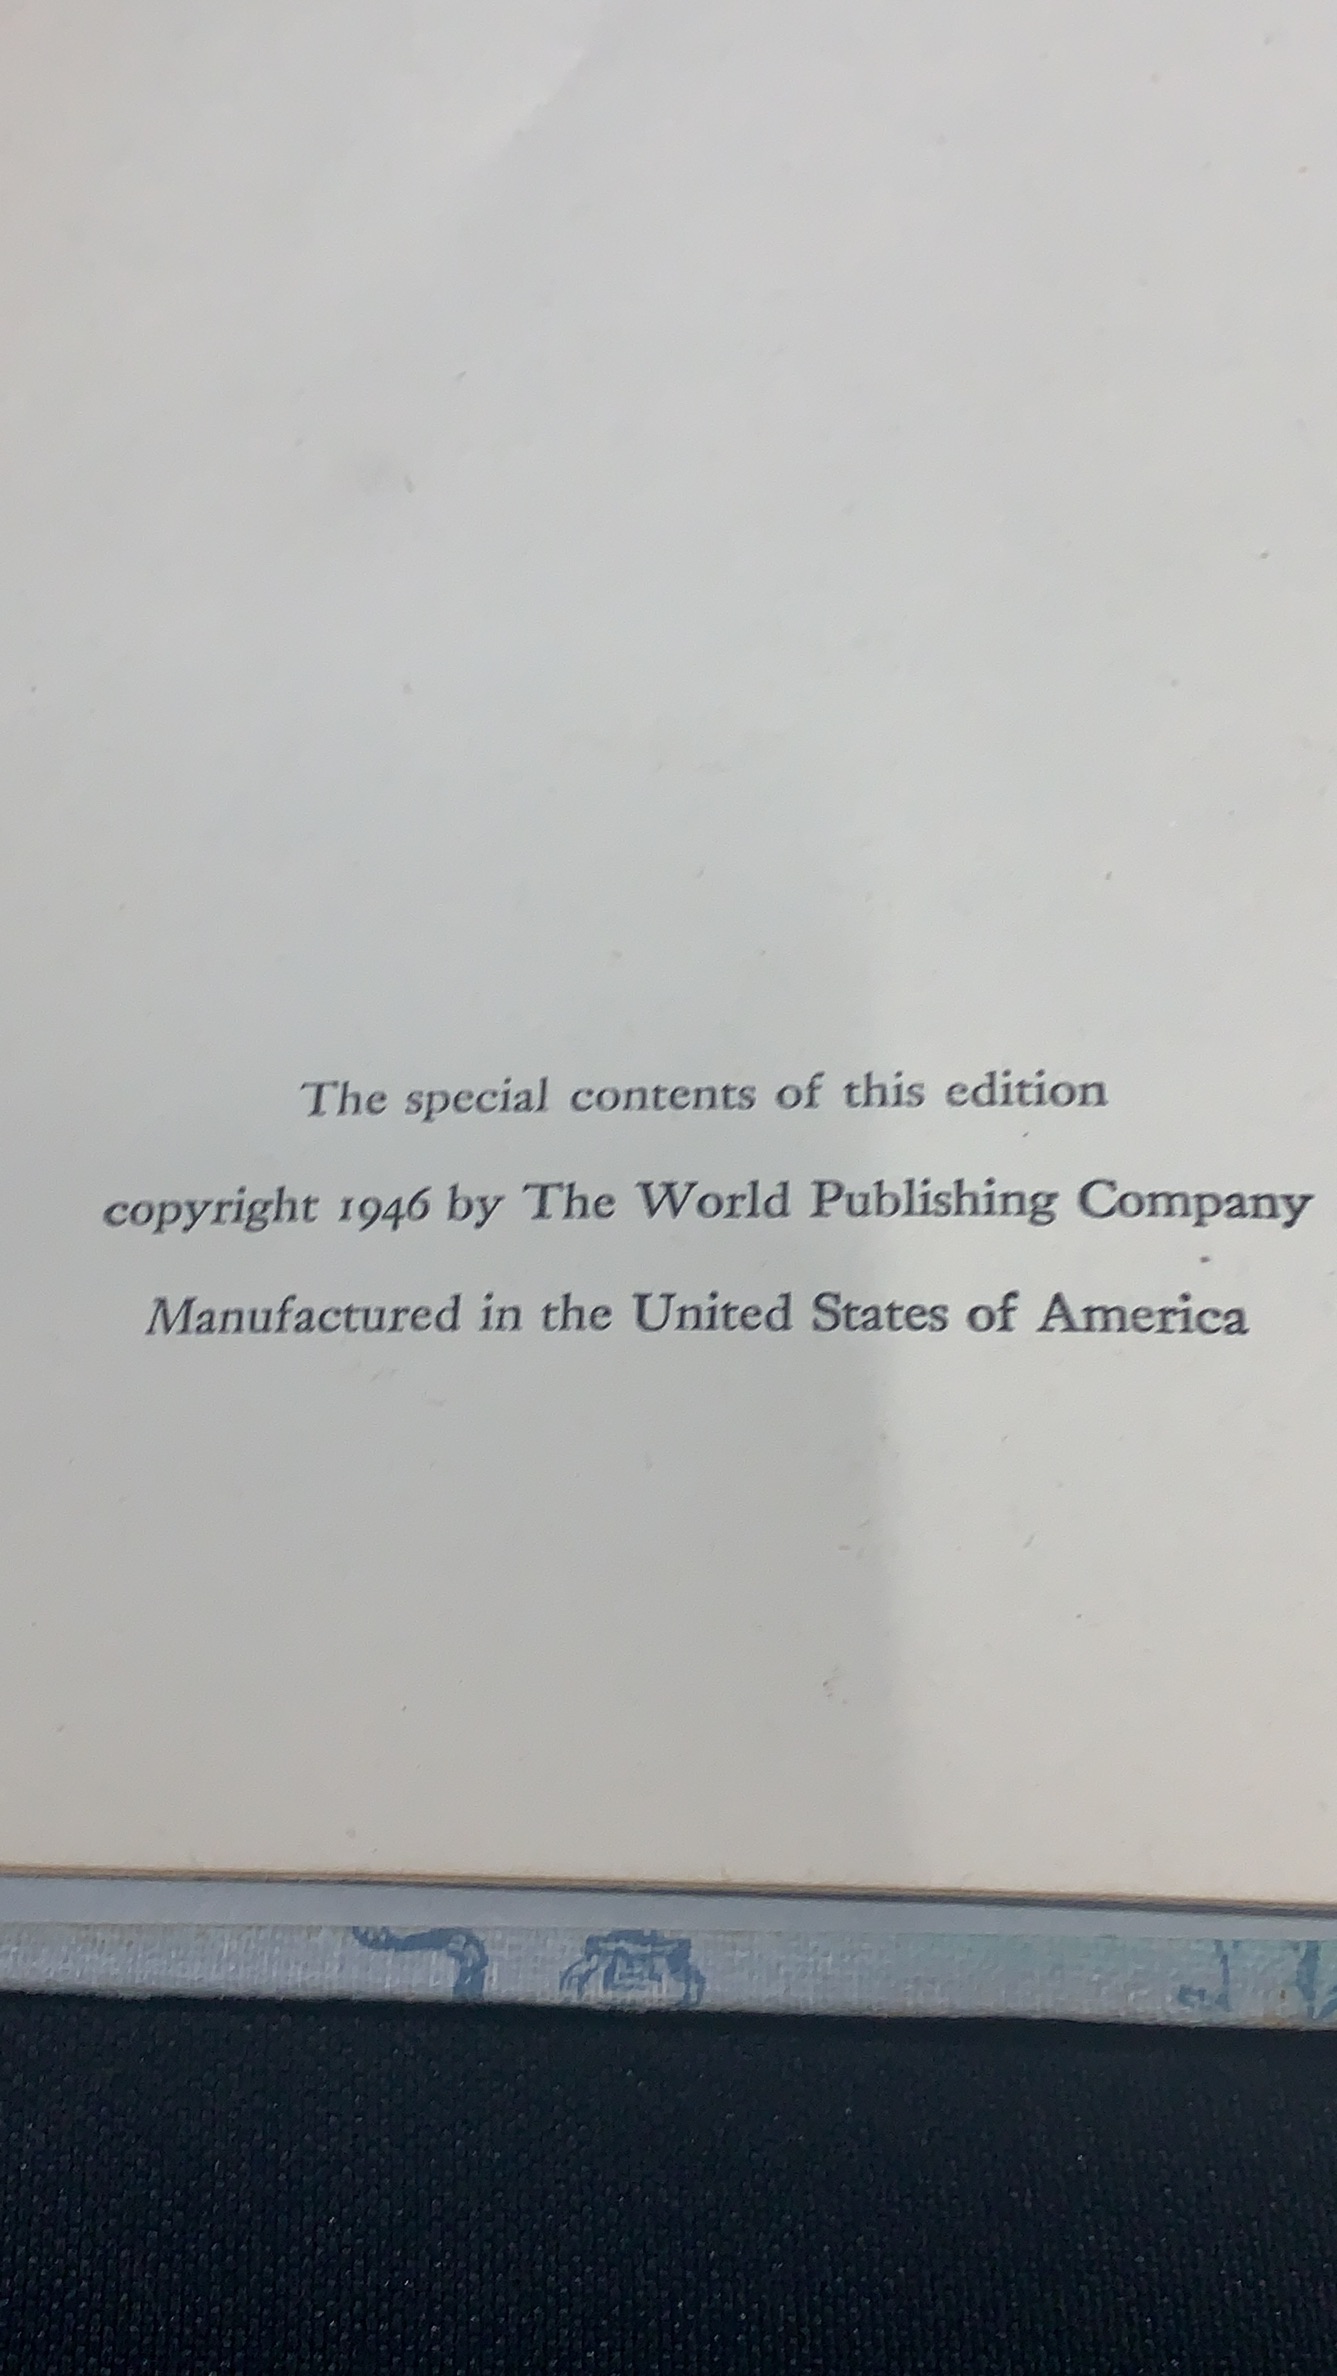 The special contents of this edition
copyright 1946 by The World Publishing Company
Manufactured in the United States of America